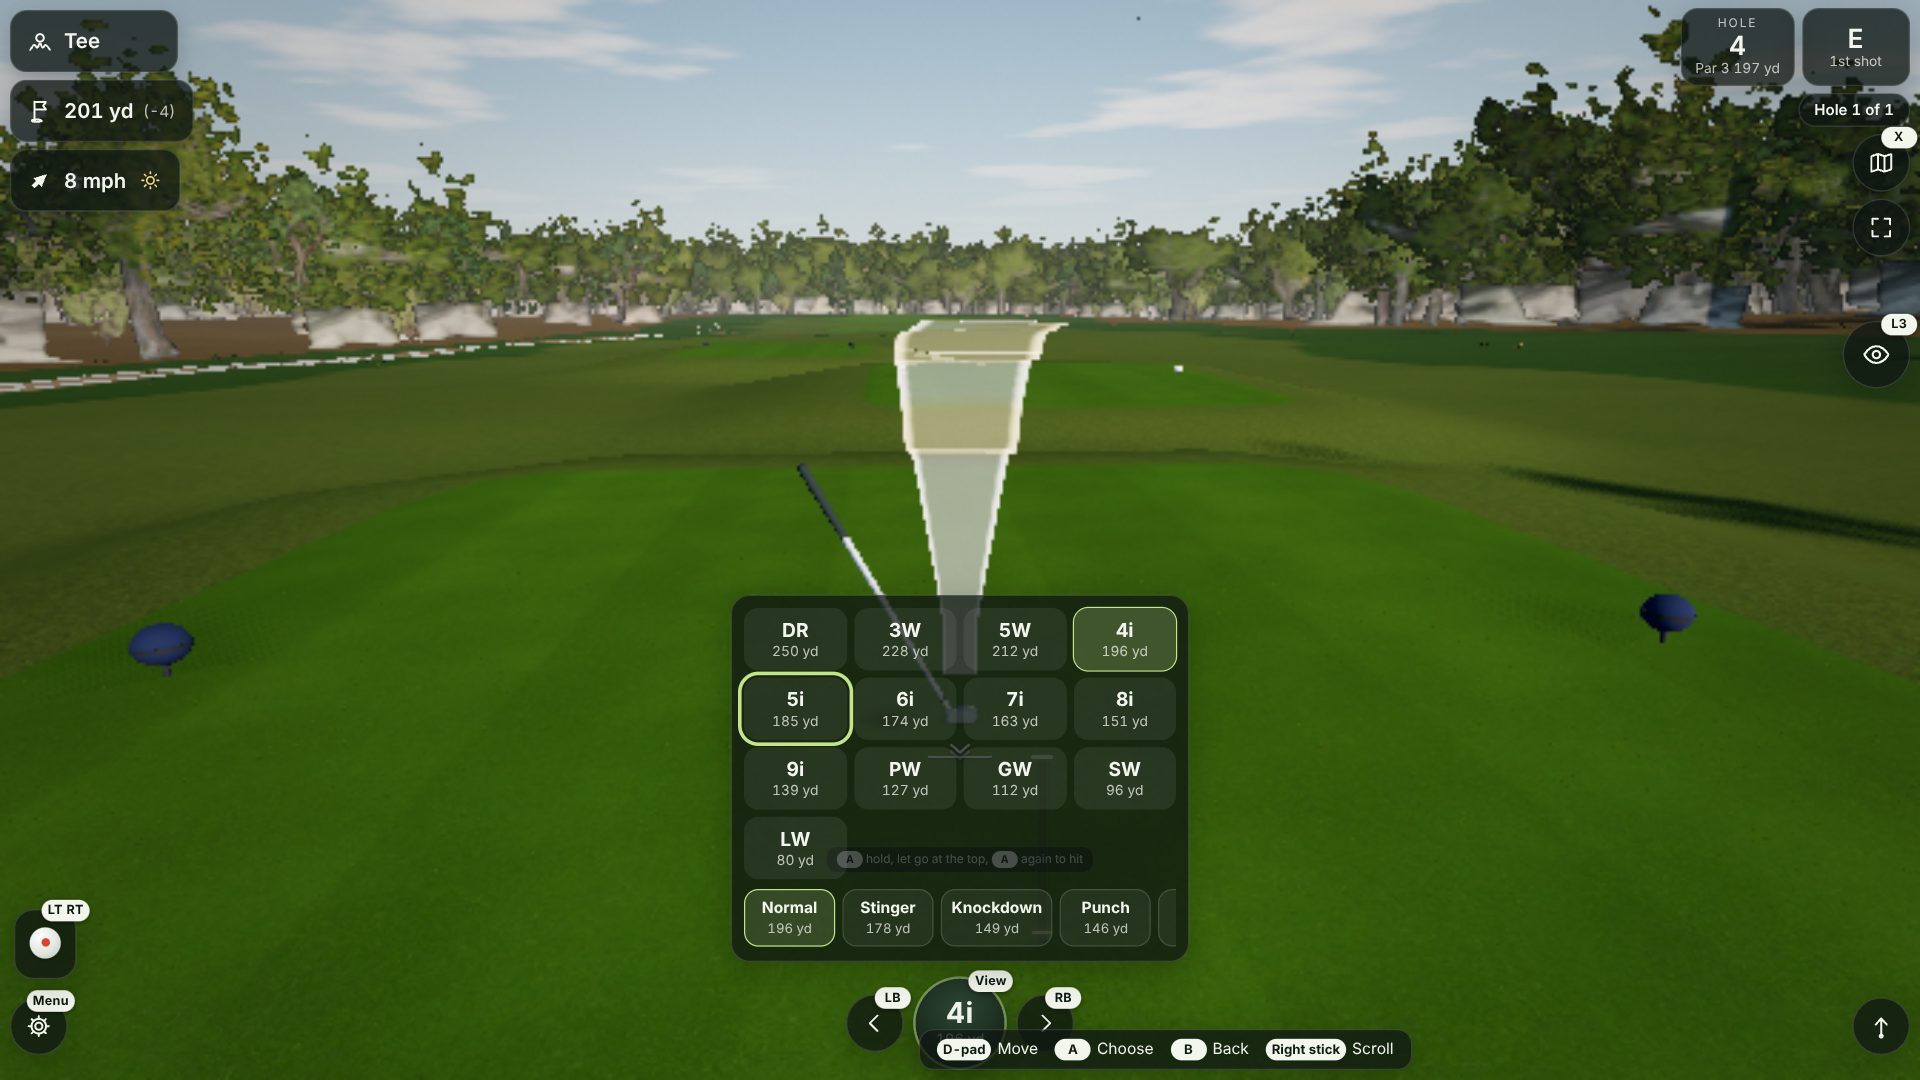 Tee
201 yd (-4)
8 mph
HOLE
4
Par 3 197 yd
E
1st shot
Hole 1 of 1
X
L3
DR
250 yd
3W
228 yd
5W
212 yd
4i
196 yd
5i
185 yd
6i
174 yd
7i
163 yd
8i
151 yd
9i
139 yd
PW
127 yd
GW
112 yd
SW
96 yd
LW
80 yd
A hold, let go at the top, A again to hit
Normal
196 yd
Stinger
178 yd
Knockdown
149 yd
Punch
146 yd
LT RT
Menu
LB
View
4i
RB
D-pad Move A Choose B Back Right stick Scroll